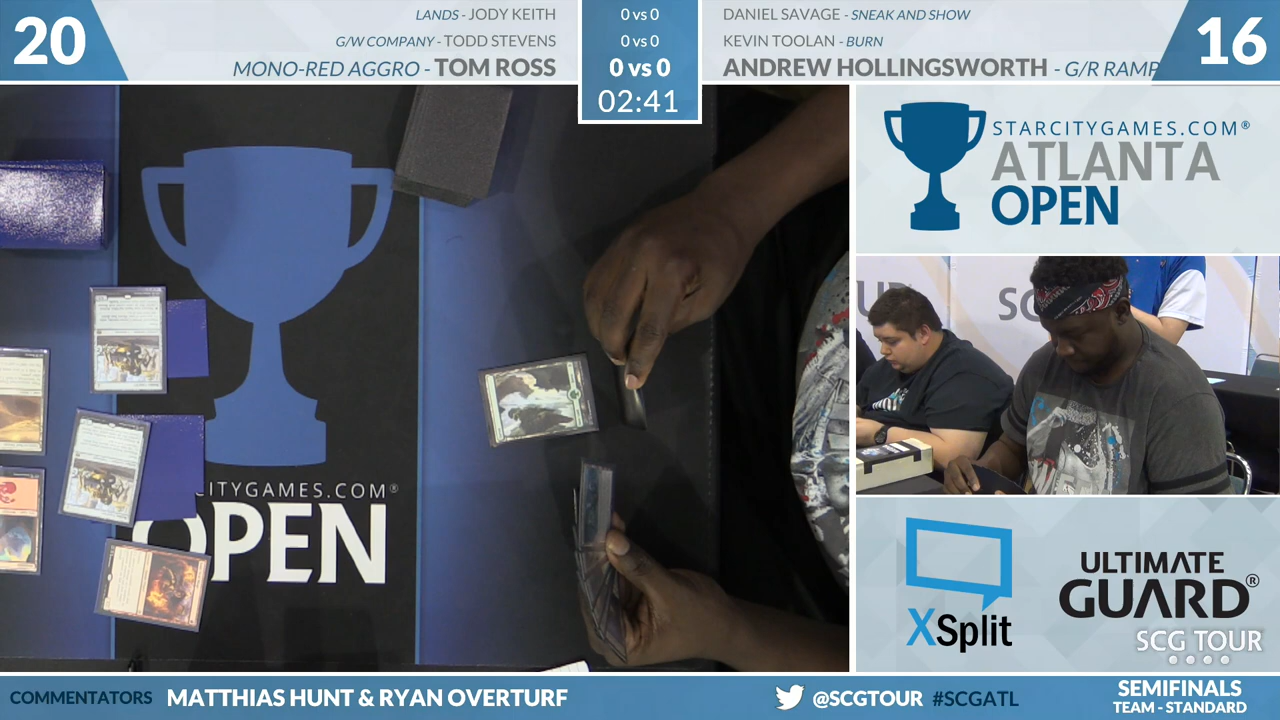 20
LANDS - JODY KEITH
G/W COMPANY - TODD STEVENS
MONO-RED AGGRO - TOM ROSS
0 vs 0
0 vs 0
0 vs 0
02:41
DANIEL SAVAGE - SNEAK AND SHOW
KEVIN TOOLAN - BURN
ANDREW HOLLINGSWORTH - G/R RAMP
16
STARCITYGAMES.COM®
ATLANTA
OPEN
CITYGAMES.COM®
OPEN
SC
XSplit
ULTIMATE
GUARD®
SCG TOUR
COMMENTATORS MATTHIAS HUNT & RYAN OVERTURF
@SCGTOUR #SCGATL
SEMIFINALS
TEAM - STANDARD